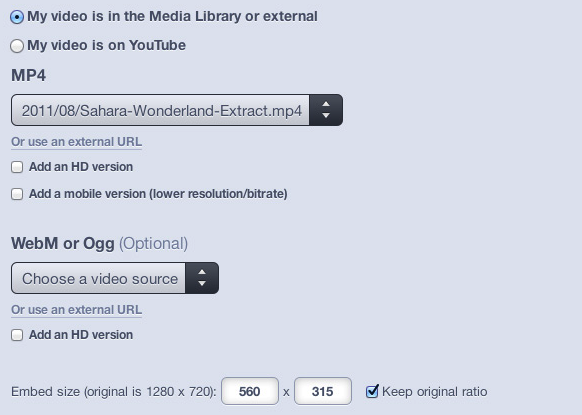 My video is in the Media Library or external
My video is on YouTube
MP4
2011/08/Sahara-Wonderland-Extract.mp4
Or use an external URL
Add an HD version
Add a mobile version (lower resolution/bitrate)
WebM or Ogg (Optional)
Choose a video source
Or use an external URL
Add an HD version
Embed size (original is 1280 x 720): 560 x 315 Keep original ratio